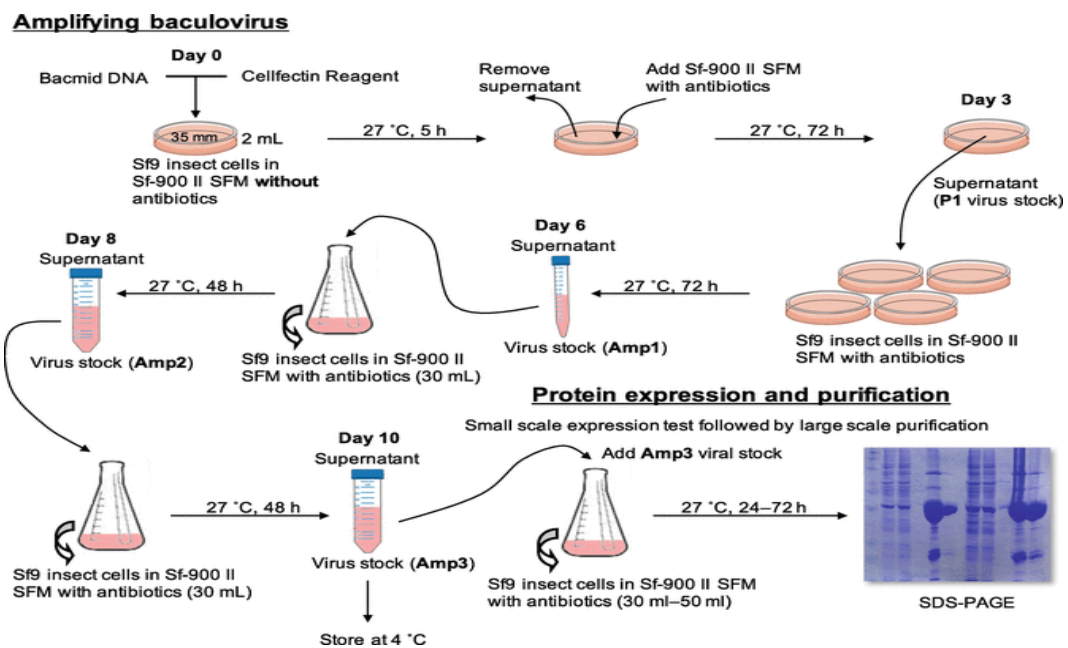 Amplifying baculovirus
Day 0
Bacmid DNA
Cellfectin Reagent
35 mm
2 mL
Sf9 insect cells in
Sf-900 II SFM without
antibiotics
27 ˚C, 5 h
Remove
supernatant
Add Sf-900 II SFM
with antibiotics
27 ˚C, 72 h
Day 3
Supernatant
(P1 virus stock)
Sf9 insect cells in Sf-900 II
SFM with antibiotics
27 ˚C, 72 h
Day 6
Supernatant
Virus stock (Amp1)
Sf9 insect cells in Sf-900 II
SFM with antibiotics (30 mL)
27 ˚C, 48 h
Day 8
Supernatant
Virus stock (Amp2)
Sf9 insect cells in Sf-900 II
SFM with antibiotics (30 mL)
27 ˚C, 48 h
Day 10
Supernatant
Virus stock (Amp3)
Store at 4 ˚C
Protein expression and purification
Small scale expression test followed by large scale purification
Add Amp3 viral stock
Sf9 insect cells in Sf-900 II SFM
with antibiotics (30 ml–50 ml)
27 ˚C, 24–72 h
SDS-PAGE